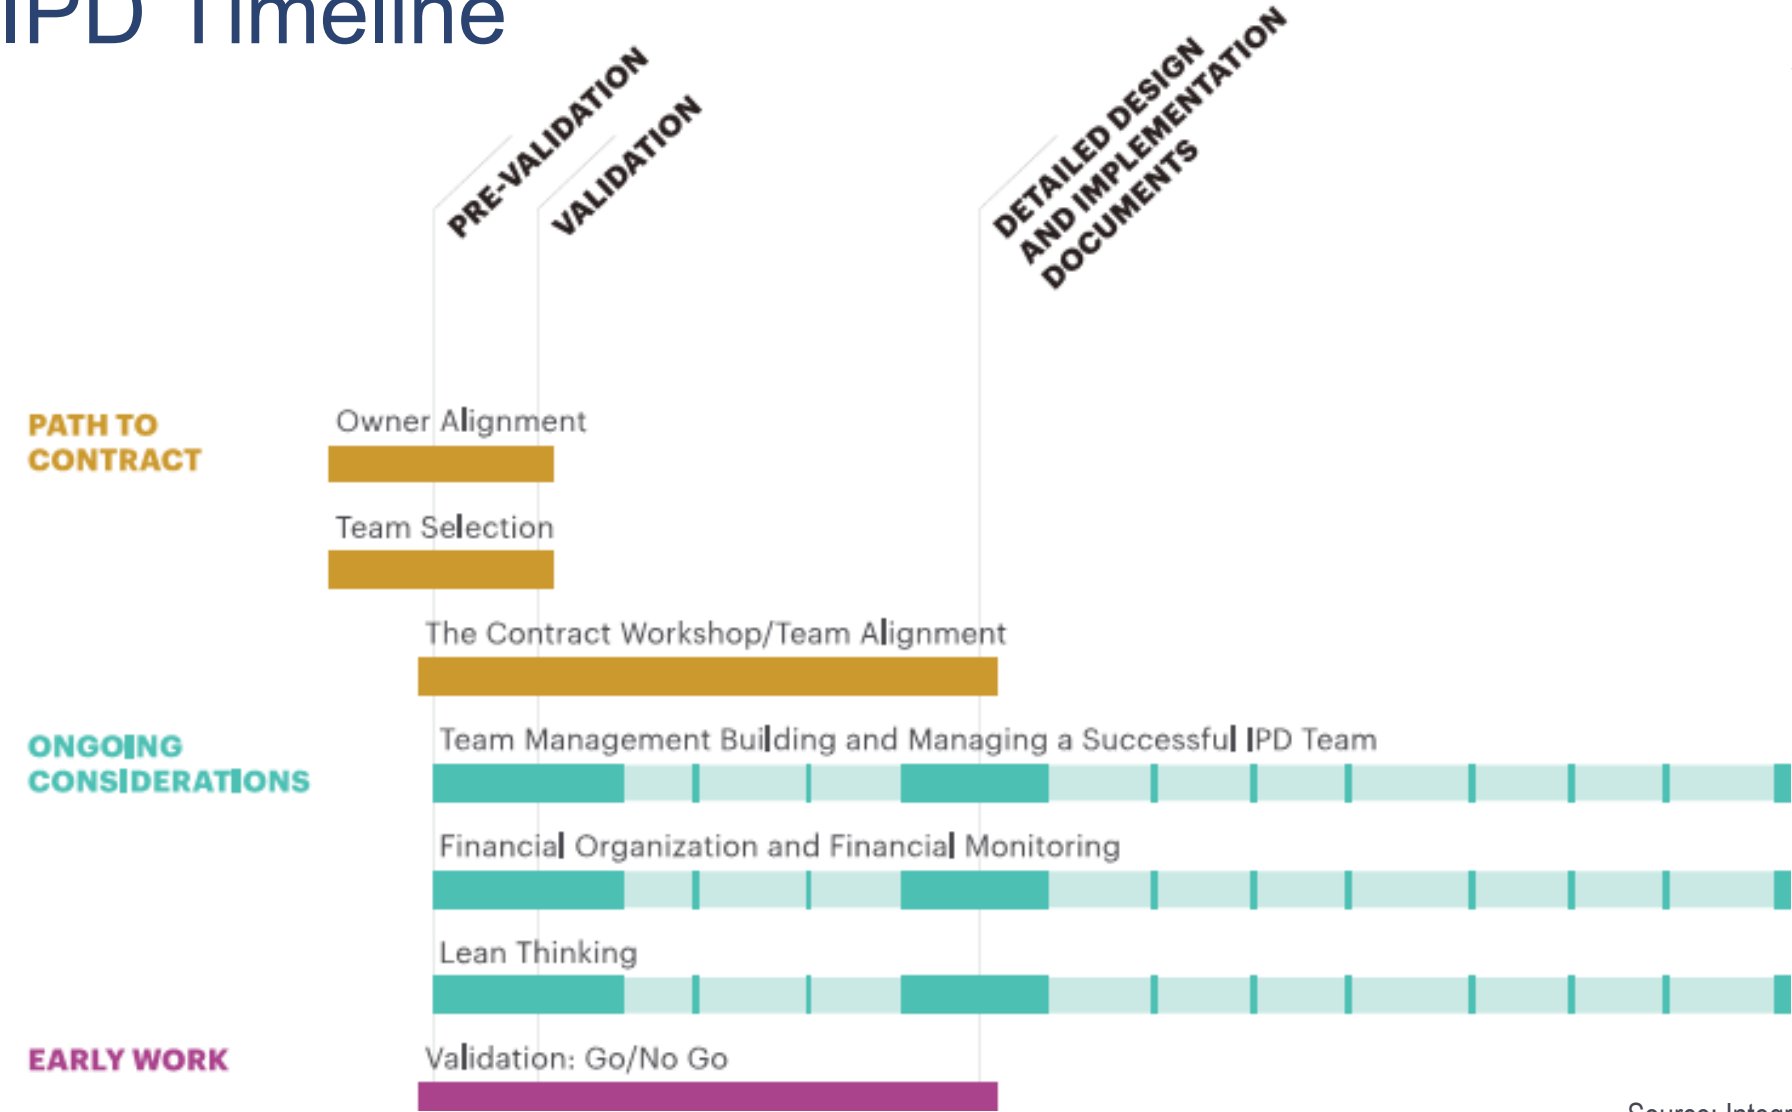 IPD Timeline
PRE-VALIDATION
VALIDATION
DETAILED DESIGN
AND IMPLEMENTATION
DOCUMENTS
PATH TO
CONTRACT
Owner Alignment
Team Selection
The Contract Workshop/Team Alignment
ONGOING
CONSIDERATIONS
Team Management Building and Managing a Successful IPD Team
Financial Organization and Financial Monitoring
Lean Thinking
EARLY WORK
Validation: Go/No Go
Source: